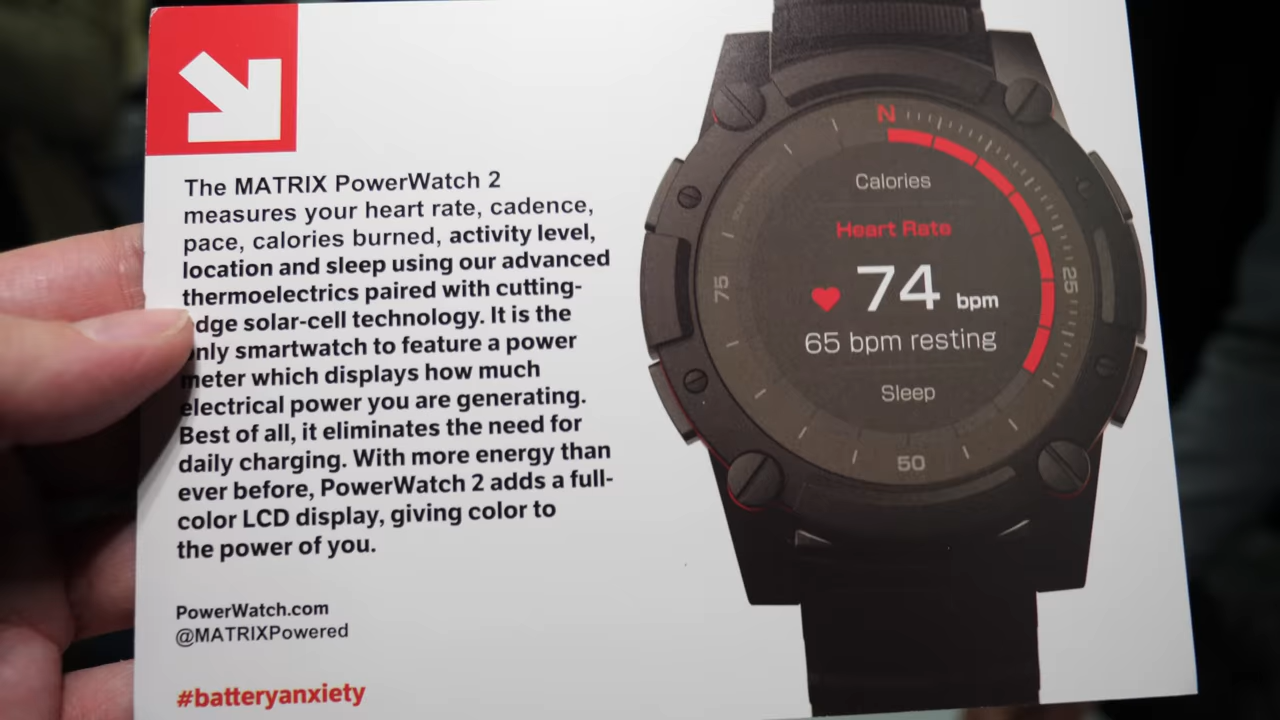 The MATRIX PowerWatch 2
measures your heart rate, cadence,
pace, calories burned, activity level,
location and sleep using our advanced
thermoelectrics paired with cutting-
dge solar-cell technology. It is the
only smartwatch to feature a power
meter which displays how much
electrical power you are generating.
Best of all, it eliminates the need for
daily charging. With more energy than
ever before, PowerWatch 2 adds a full-
color LCD display, giving color to
the power of you.
PowerWatch.com
@MATRIXPowered
#batteryanxiety
N
Calories
Heart Rate
74 bpm
65 bpm resting
Sleep
25
50
75